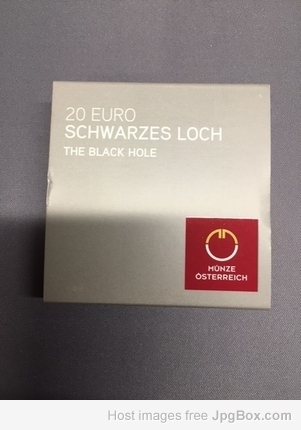 20 EURO
SCHWARZES LOCH
THE BLACK HOLE
MÜNZE
ÖSTERREICH
Host images free JpgBox.com